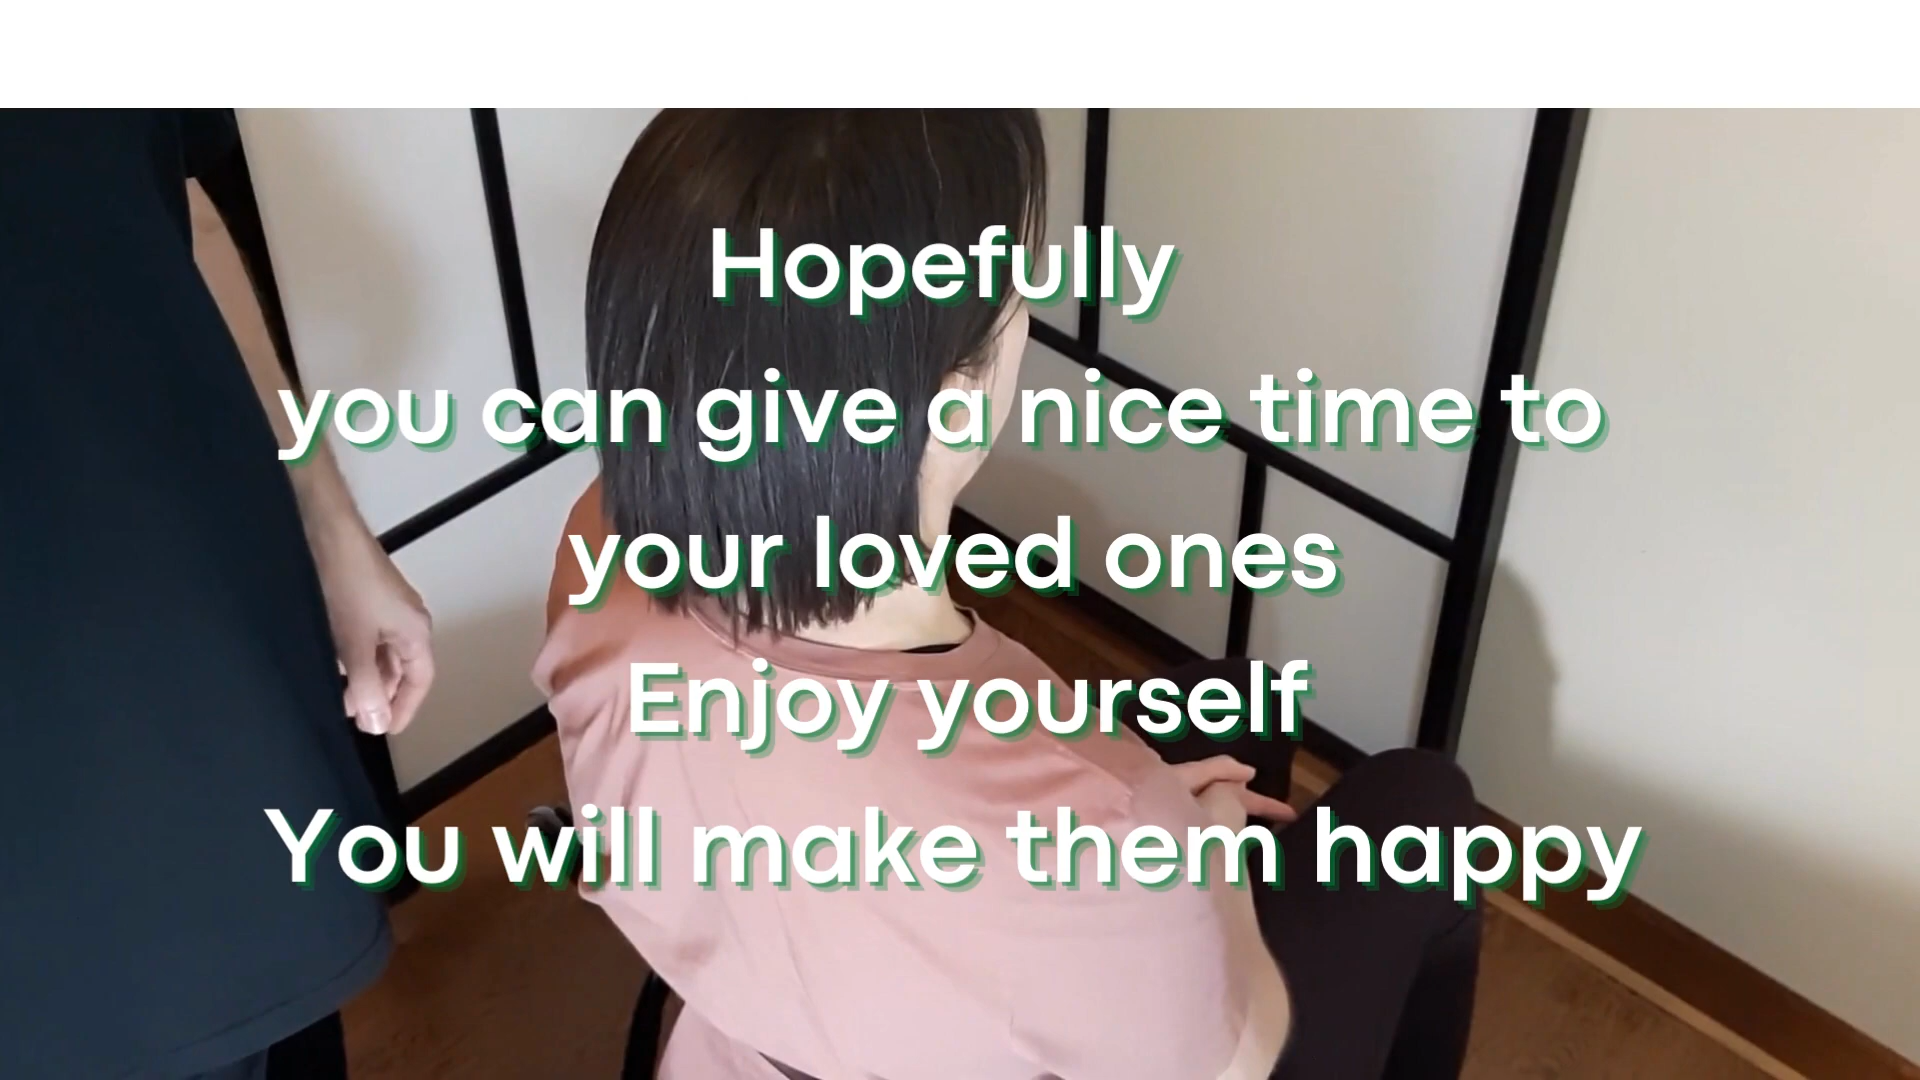 Hopefully
you can give a nice time to
your loved ones
Enjoy yourself
You will make them happy